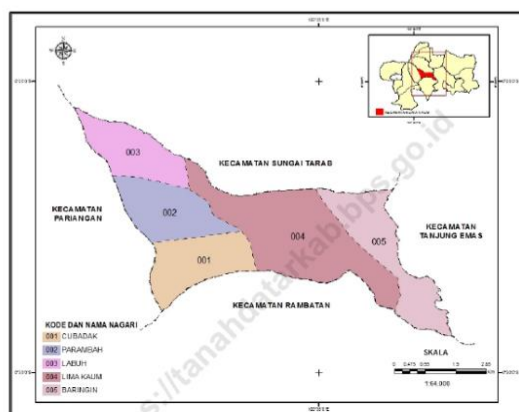 003
KECAMATAN SUNGAI TARAB
KECAMATAN
PARIANGAN
002
004
005
KECAMATAN
TANJUNG EMAS
001
KECAMATAN RAMBATAN
KODE DAN NAMA NAGARI
001 CUBADAK
002 PARAMBAH
003 LABUH
004 LIMA KAUM
005 BARINGIN
SKALA
1:64.000
https://tanahdatarkab.bps.go.id